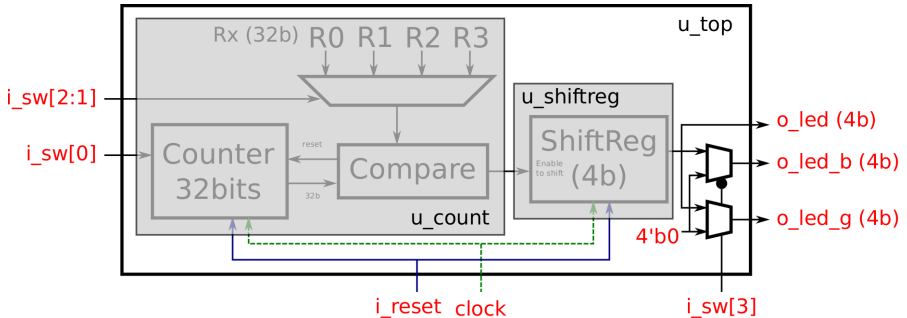 u_top
Rx (32b)
R0 R1 R2 R3
i_sw[2:1]
u_shiftreg
o_led (4b)
i_sw[0]
Counter
32bits
reset
32b
Compare
ShiftReg
(4b)
Enable
to shift
o_led_b (4b)
u_count
4'b0
o_led_g (4b)
i_reset
clock
i_sw[3]